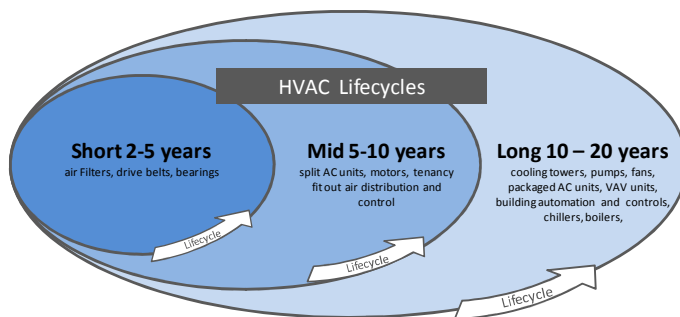 HVAC Lifecycles
Short 2-5 years
air Filters, drive belts, bearings
Lifecycle
Mid 5-10 years
split AC units, motors, tenancy
fit out air distribution and
control
Lifecycle
Long 10 – 20 years
cooling towers, pumps, fans,
packaged AC units, VAV units,
building automation and controls,
chillers, boilers,
Lifecycle